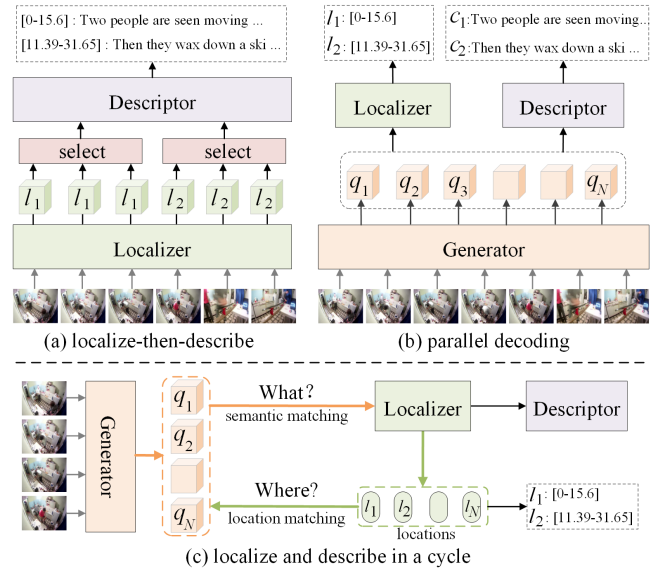 [0-15.6] : Two people are seen moving ...
[11.39-31.65] : Then they wax down a ski ...
Descriptor
select select
l1 l1 l1 l2 l2 l2
Localizer
(a) localize-then-describe
l1: [0-15.6]
l2: [11.39-31.65]
c1:Two people are seen moving...
c2:Then they wax down a ski ...
Localizer
Descriptor
q1 q2 q3 qN
Generator
(b) parallel decoding
Generator
q1
q2
qN
What?
semantic matching
Localizer
Descriptor
Where?
location matching
l1 l2 lN
locations
l1: [0-15.6]
l2: [11.39-31.65]
(c) localize and describe in a cycle